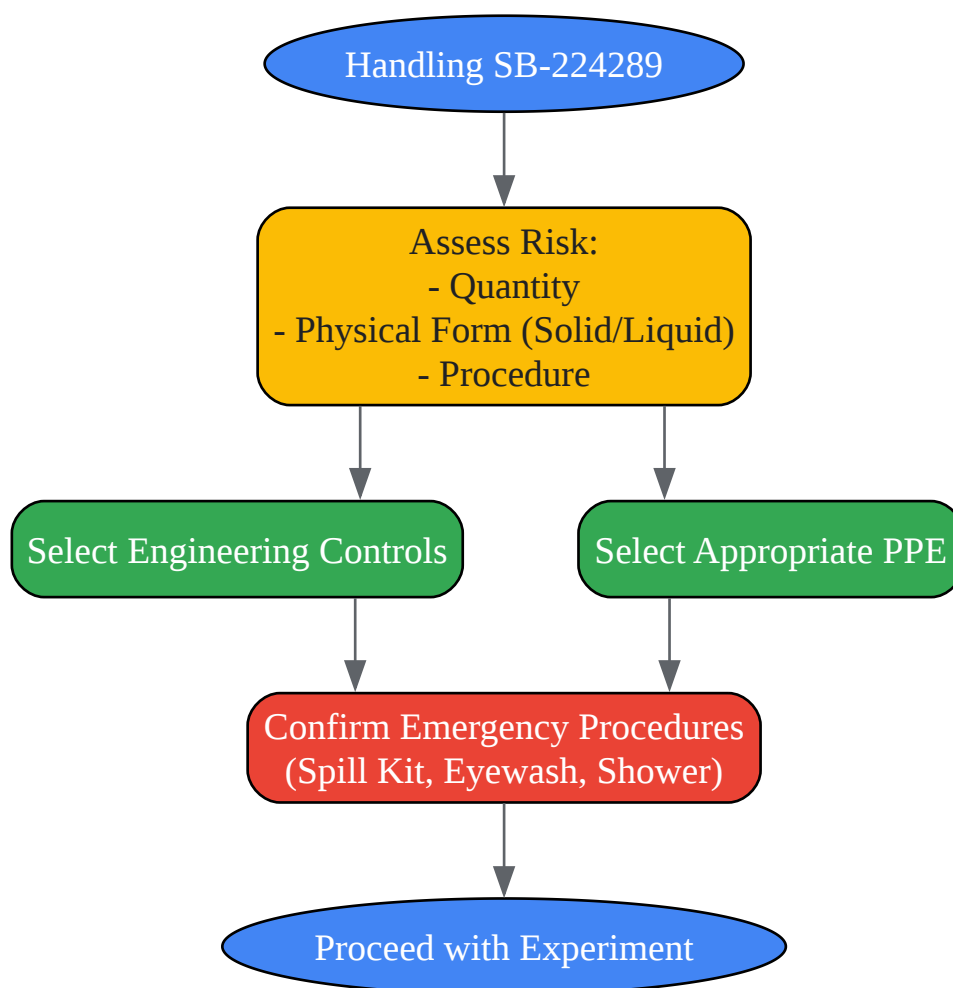 Handling SB-224289
Assess Risk:
- Quantity
- Physical Form (Solid/Liquid)
- Procedure
Select Engineering Controls
Select Appropriate PPE
Confirm Emergency Procedures
(Spill Kit, Eyewash, Shower)
Proceed with Experiment